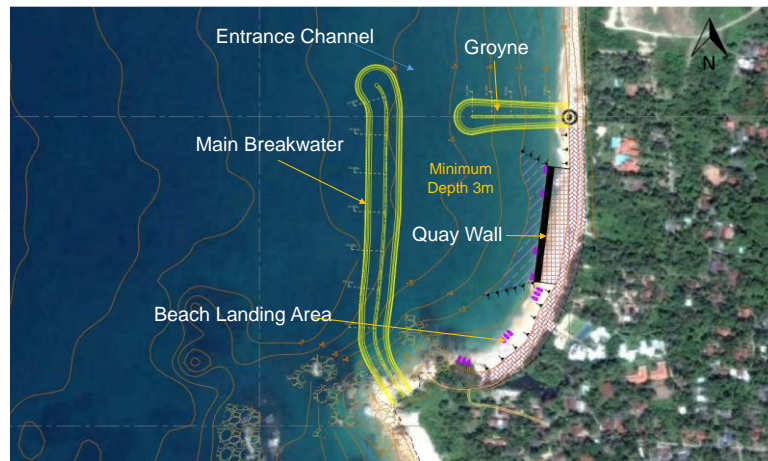 Entrance Channel
Groyne
N
Main Breakwater
Minimum
Depth 3m
Quay Wall
Beach Landing Area